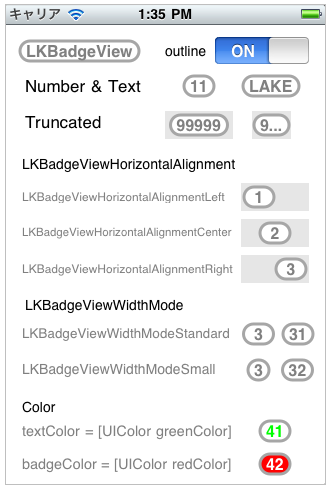 キャリア 1:35 PM
LKBadgeView outline ON
Number & Text 11 LAKE
Truncated 99999 9...
LKBadgeViewHorizontalAlignment
LKBadgeViewHorizontalAlignmentLeft 1
LKBadgeViewHorizontalAlignmentCenter 2
LKBadgeViewHorizontalAlignmentRight 3
LKBadgeViewWidthMode
LKBadgeViewWidthModeStandard 3 31
LKBadgeViewWidthModeSmall 3 32
Color
textColor = [UIColor greenColor] 41
badgeColor = [UIColor redColor] 42